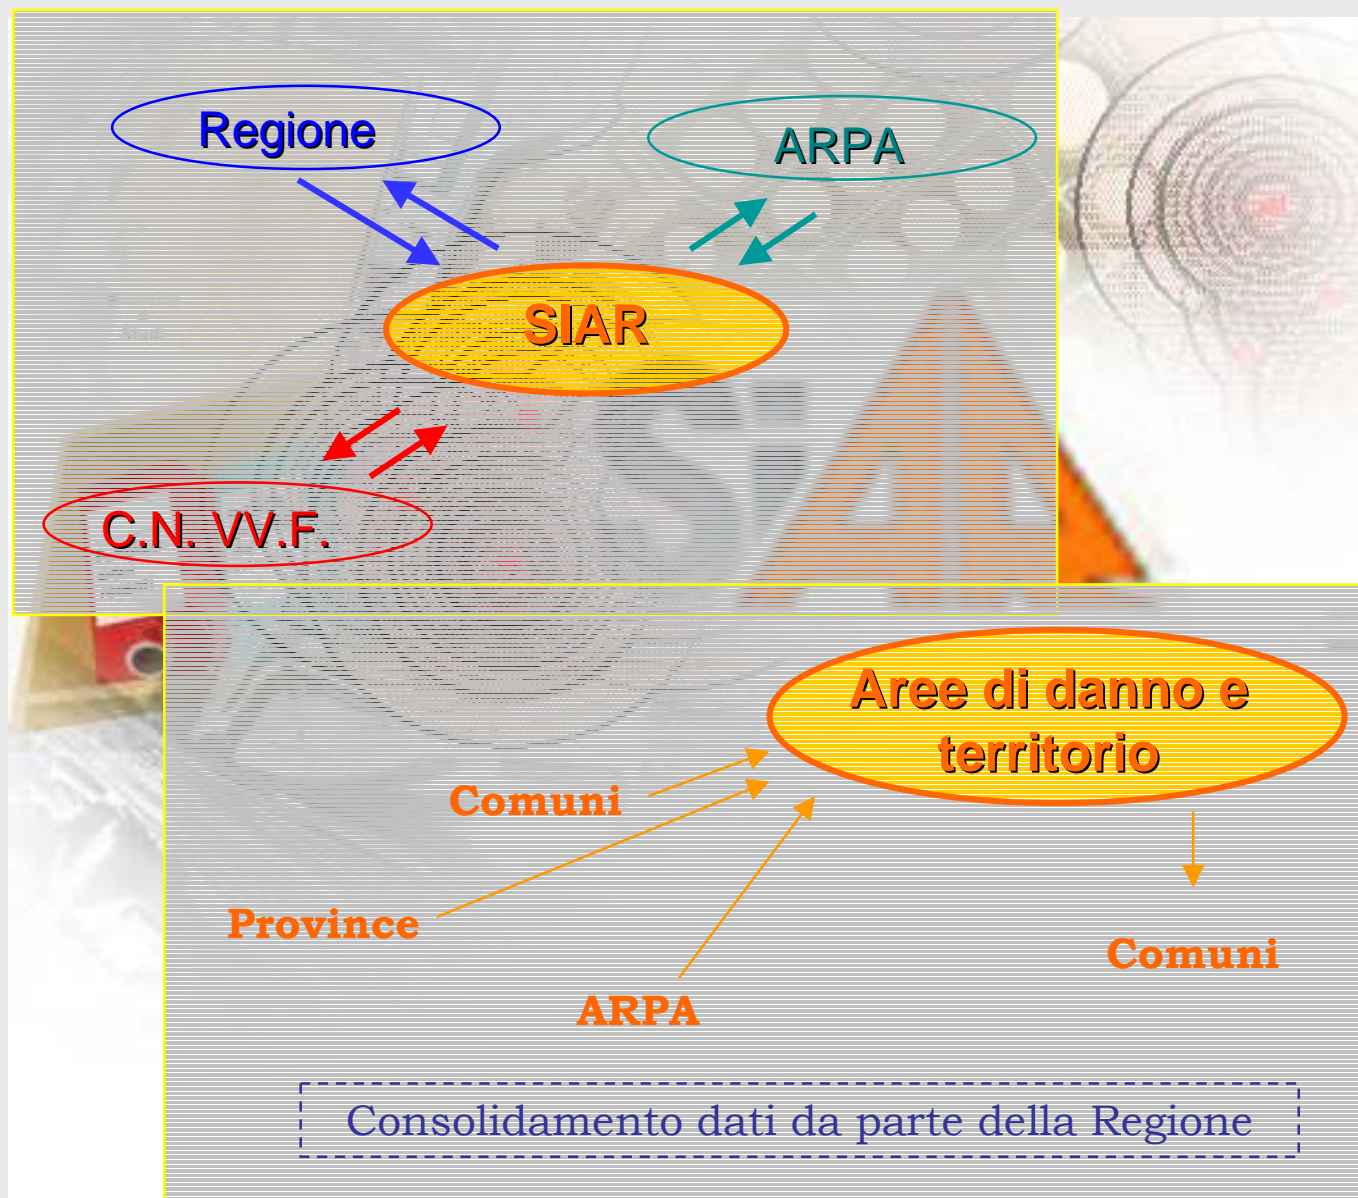 Regione
ARPA
SIAR
C.N. VV.F.
Aree di danno e
territorio
Comuni
Province
Comuni
ARPA
Consolidamento dati da parte della Regione